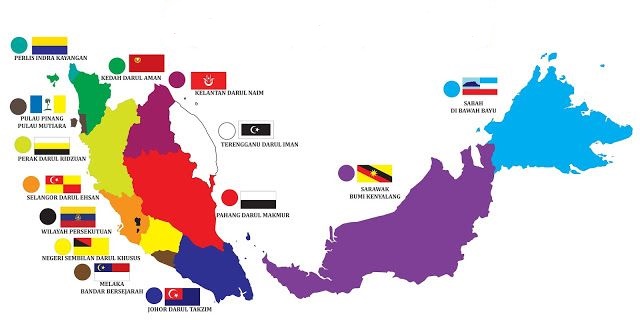 PERLIS INDRA KAYANGAN
KEDAH DARUL AMAN
KELANTAN DARUL NAIM
PULAU PINANG
PULAU MUTIARA
TERENGGANU DARUL IMAN
PERAK DARUL RIDZUAN
SELANGOR DARUL EHSAN
PAHANG DARUL MAKMUR
WILAYAH PERSEKUTUAN
NEGERI SEMBILAN DARUL KHUSUS
MELAKA
BANDAR BERSEJARAH
JOHOR DARUL TAKZIM
SABAH
DI BAWAH BAYU
SARAWAK
BUMI KENYALANG